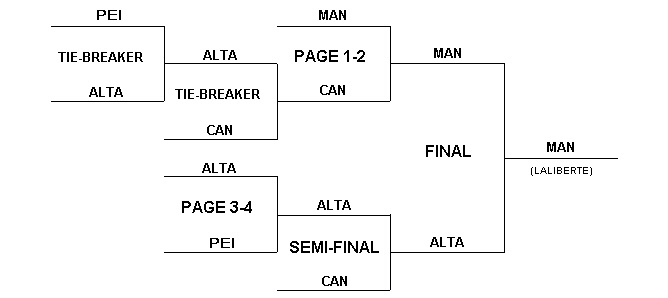 PEI
MAN
TIE-BREAKER
ALTA
PAGE 1-2
MAN
ALTA
TIE-BREAKER
CAN
CAN
FINAL
MAN
ALTA
(LALIBERTE)
PAGE 3-4
ALTA
PEI
SEMI-FINAL
ALTA
CAN